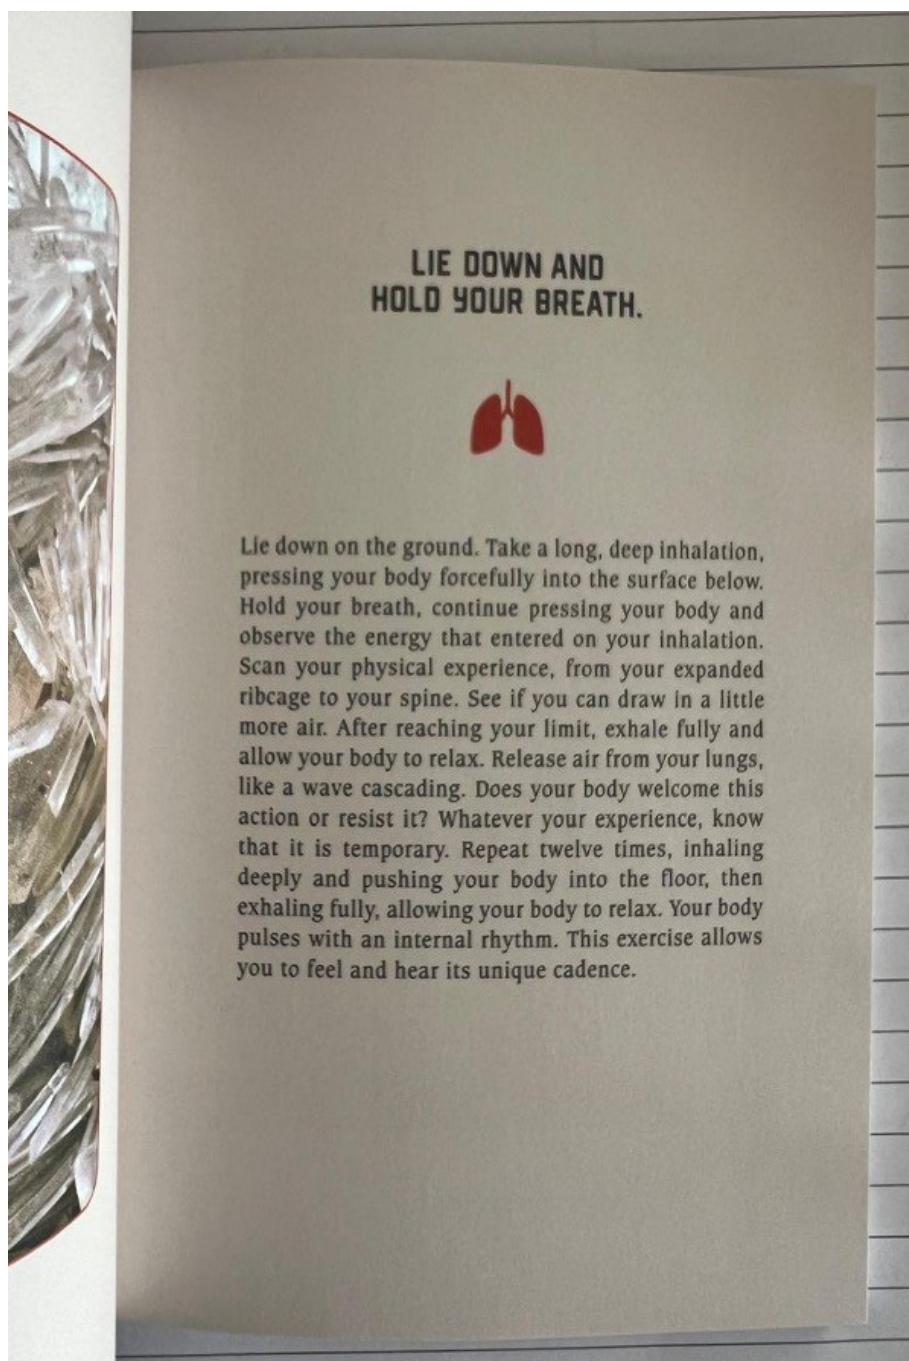 LIE DOWN AND
HOLD YOUR BREATH.
Lie down on the ground. Take a long, deep inhalation,
pressing your body forcefully into the surface below.
Hold your breath, continue pressing your body and
observe the energy that entered on your inhalation.
Scan your physical experience, from your expanded
ribcage to your spine. See if you can draw in a little
more air. After reaching your limit, exhale fully and
allow your body to relax. Release air from your lungs,
like a wave cascading. Does your body welcome this
action or resist it? Whatever your experience, know
that it is temporary. Repeat twelve times, inhaling
deeply and pushing your body into the floor, then
exhaling fully, allowing your body to relax. Your body
pulses with an internal rhythm. This exercise allows
you to feel and hear its unique cadence.